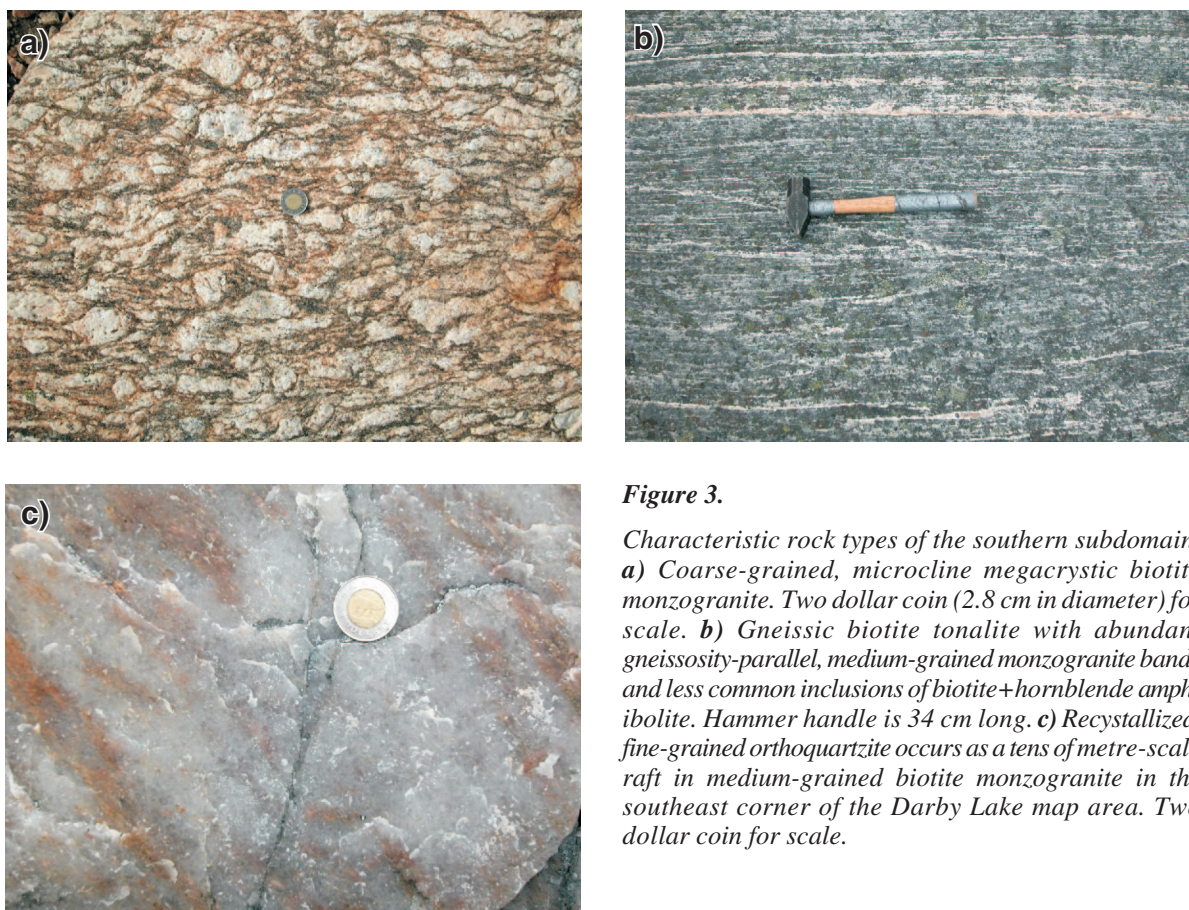 a)
b)
c)
Figure 3.
Characteristic rock types of the southern subdomain
a) Coarse-grained, microcline megacrystic biotit
monzogranite. Two dollar coin (2.8 cm in diameter) fo
scale. b) Gneissic biotite tonalite with abundan
gneissosity-parallel, medium-grained monzogranite band
and less common inclusions of biotite+hornblende amph
ibolite. Hammer handle is 34 cm long. c) Recystallized
fine-grained orthoquartzite occurs as a tens of metre-scal
raft in medium-grained biotite monzogranite in th
southeast corner of the Darby Lake map area. Tw
dollar coin for scale.